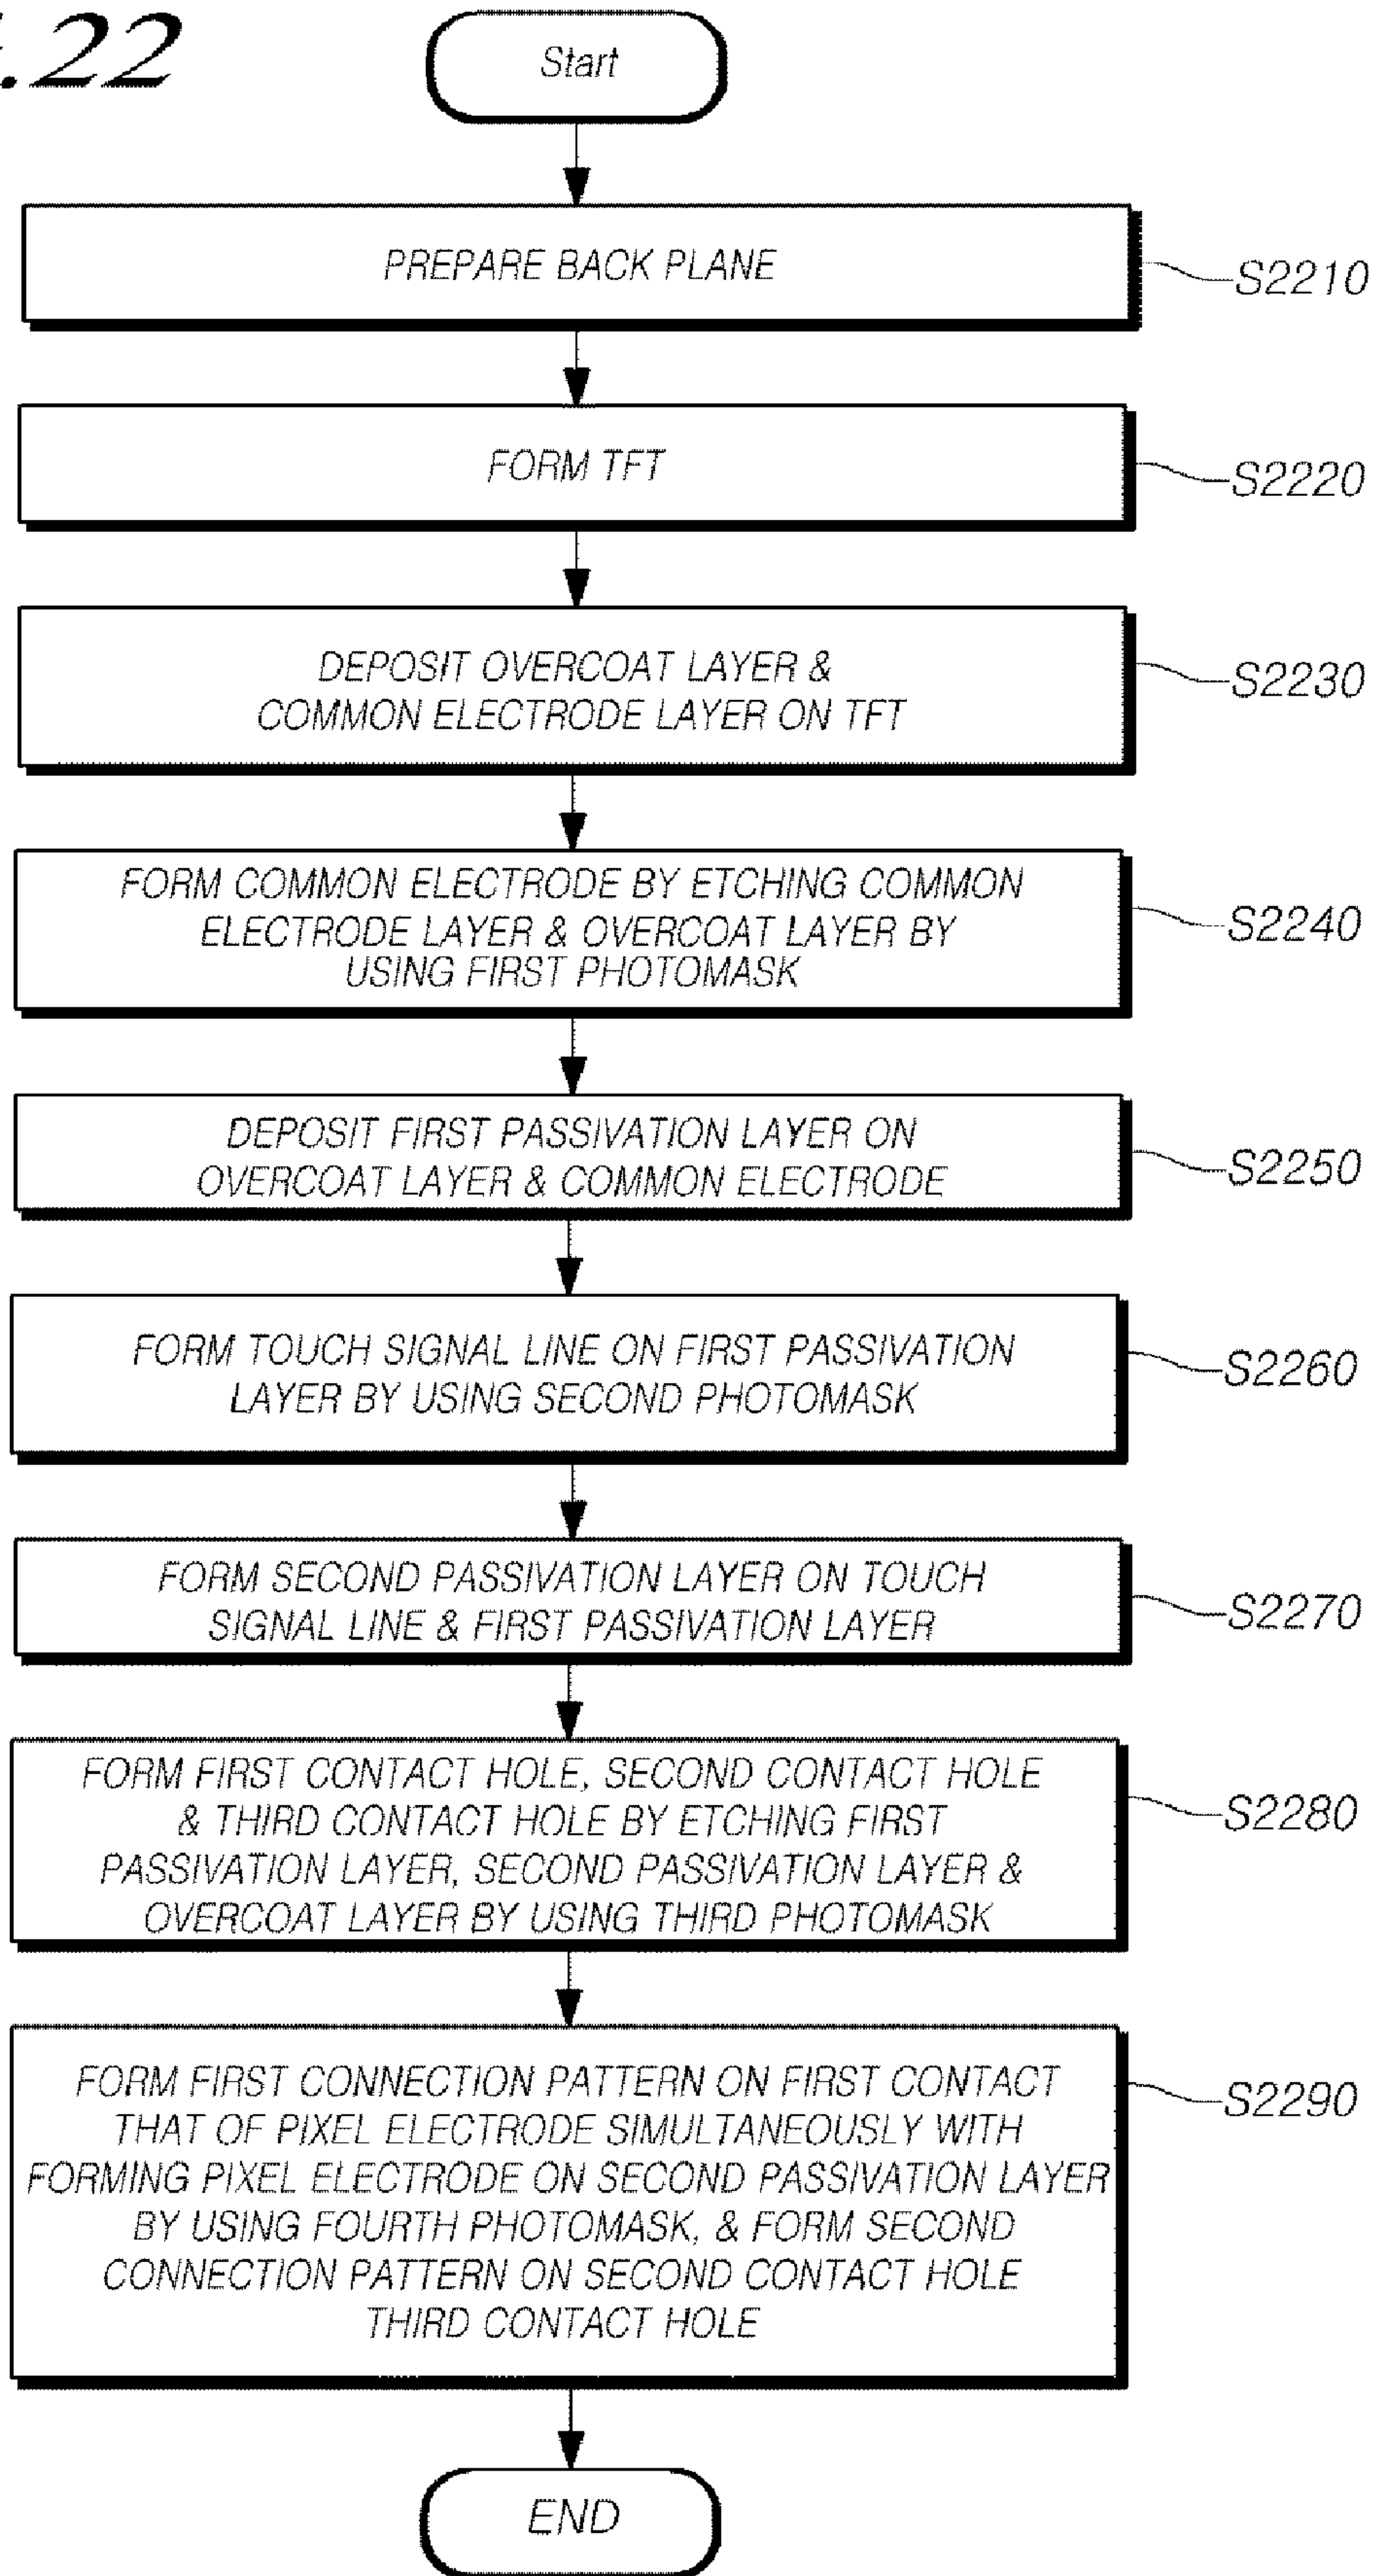 .22
Start
PREPARE BACK PLANE
S2210
FORM TFT
S2220
DEPOSIT OVERCOAT LAYER &
COMMON ELECTRODE LAYER ON TFT
S2230
FORM COMMON ELECTRODE BY ETCHING COMMON
ELECTRODE LAYER & OVERCOAT LAYER BY
USING FIRST PHOTOMASK
S2240
DEPOSIT FIRST PASSIVATION LAYER ON
OVERCOAT LAYER & COMMON ELECTRODE
S2250
FORM TOUCH SIGNAL LINE ON FIRST PASSIVATION
LAYER BY USING SECOND PHOTOMASK
S2260
FORM SECOND PASSIVATION LAYER ON TOUCH
SIGNAL LINE & FIRST PASSIVATION LAYER
S2270
FORM FIRST CONTACT HOLE, SECOND CONTACT HOLE
& THIRD CONTACT HOLE BY ETCHING FIRST
PASSIVATION LAYER, SECOND PASSIVATION LAYER &
OVERCOAT LAYER BY USING THIRD PHOTOMASK
S2280
FORM FIRST CONNECTION PATTERN ON FIRST CONTACT
THAT OF PIXEL ELECTRODE SIMULTANEOUSLY WITH
FORMING PIXEL ELECTRODE ON SECOND PASSIVATION LAYER
BY USING FOURTH PHOTOMASK, & FORM SECOND
CONNECTION PATTERN ON SECOND CONTACT HOLE
THIRD CONTACT HOLE
S2290
END